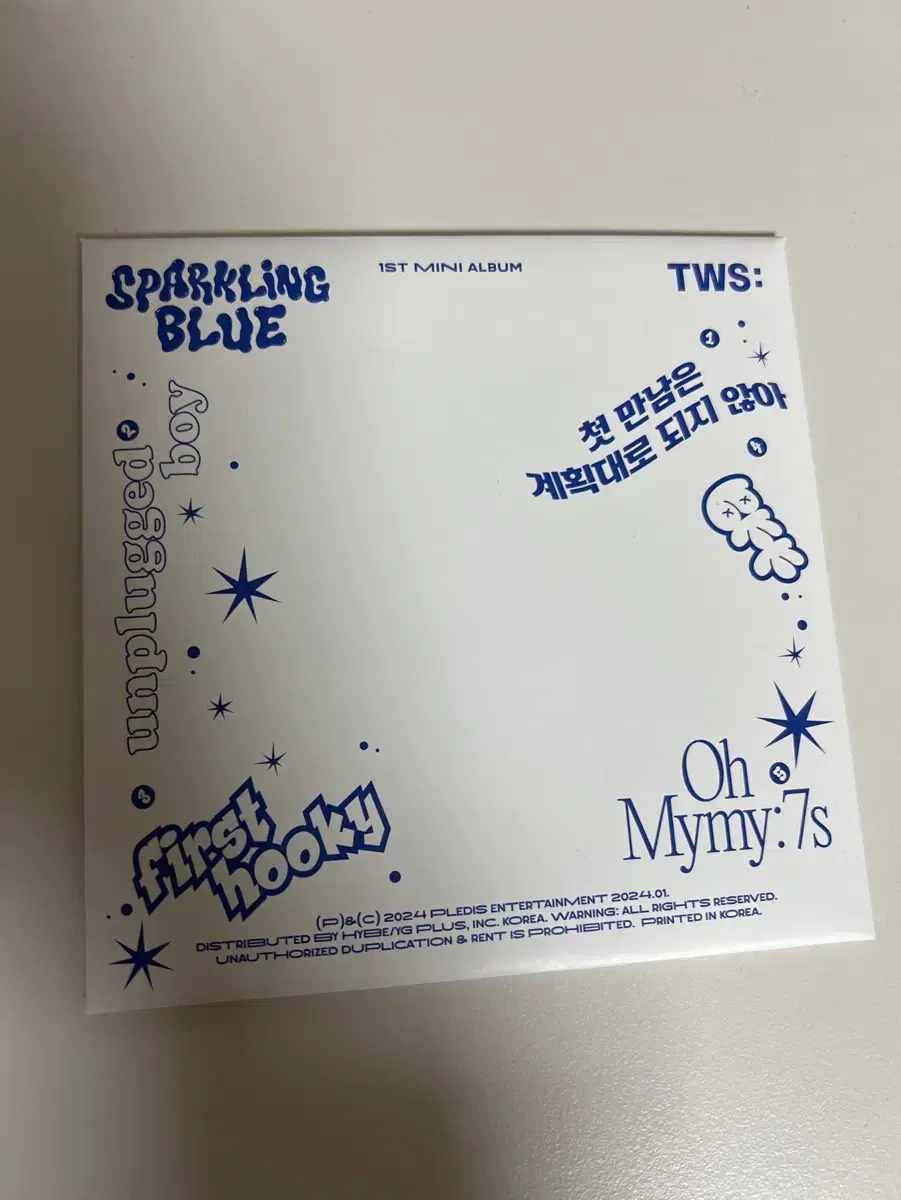 SPARKLiNG
BLUE
1ST MINI ALBUM
TWS:
1
첫 만남은
계획대로 되지 않아
2
unplugged
boy
3
first
hooky
4
BFF
5
Oh
Mymy:7s
(P)&(C) 2024 PLEDIS ENTERTAINMENT 2024.01.
DISTRIBUTED BY HYBE/YG PLUS, INC. KOREA. WARNING: ALL RIGHTS RESERVED.
UNAUTHORIZED DUPLICATION & RENT IS PROHIBITED. PRINTED IN KOREA.